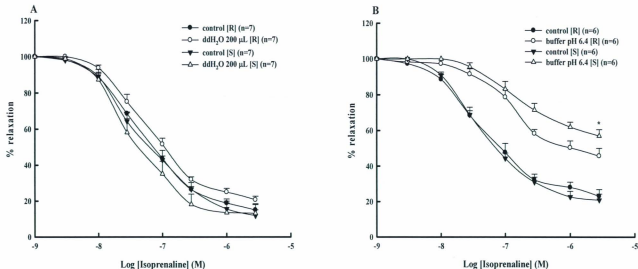 A
control [R] (n=7)
ddH2O 200 µL [R] (n=7)
control [S] (n=7)
ddH2O 200 µL [S] (n=7)
% relaxation
120
100
80
60
40
20
0
-9
-8
-7
-6
-5
Log [Isoprenaline] (M)
B
control [R] (n=6)
buffer pH 6.4 [R] (n=6)
control [S] (n=6)
buffer pH 6.4 [S] (n=6)
*
% relaxation
120
100
80
60
40
20
0
-9
-8
-7
-6
-5
Log [Isoprenaline] (M)